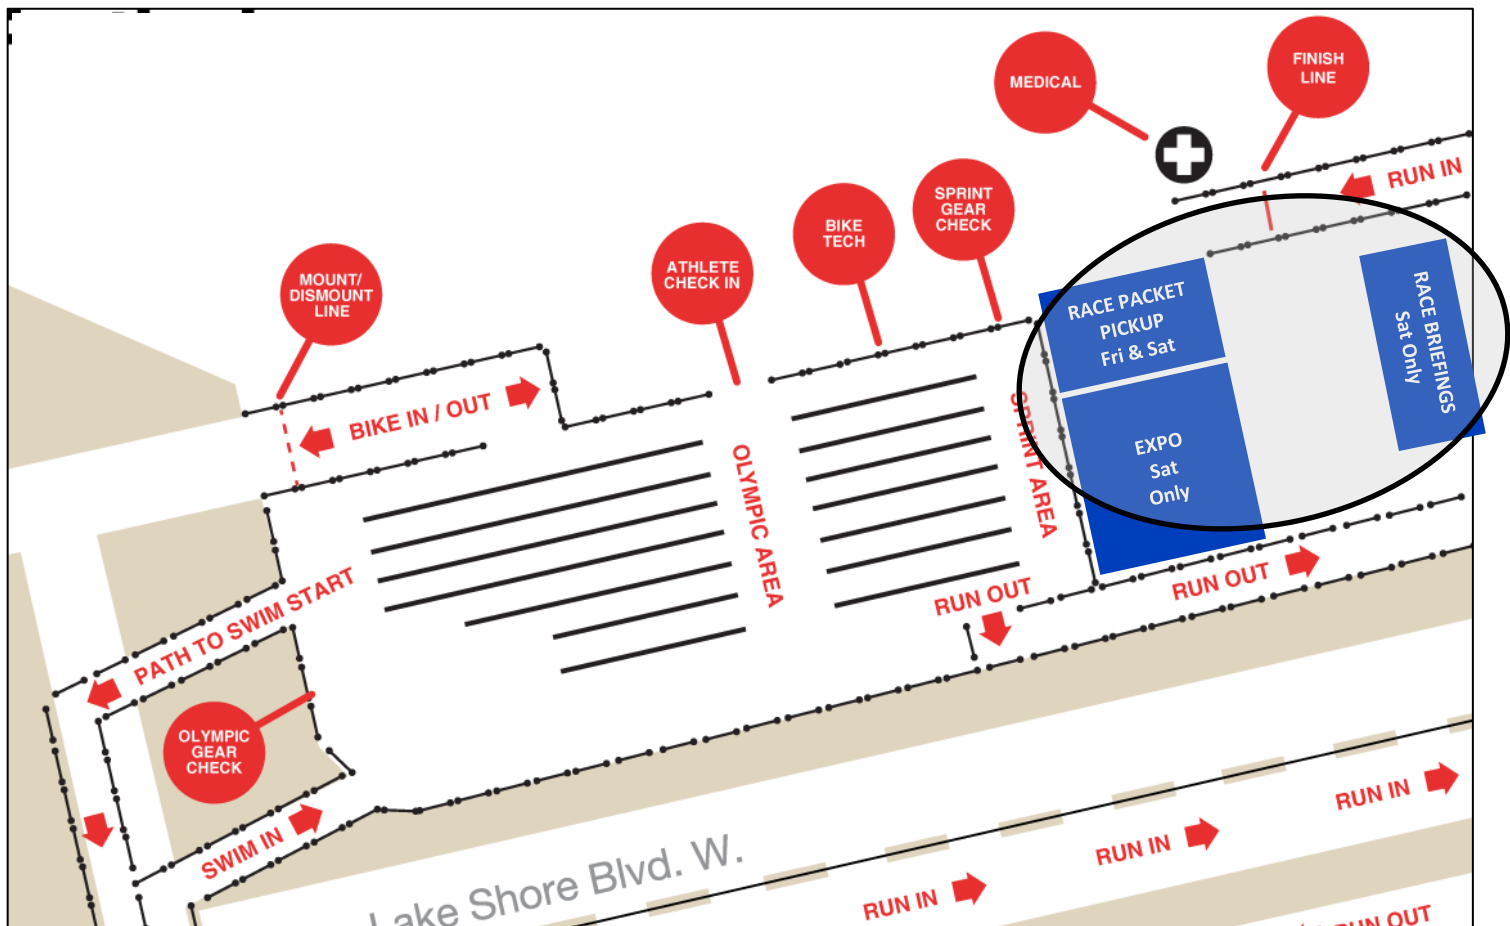 MEDICAL
FINISH
LINE
RUN IN
SPRINT
GEAR
CHECK
BIKE
TECH
ATHLETE
CHECK IN
MOUNT/
DISMOUNT
LINE
RACE PACKET
PICKUP
Fri & Sat
RACE BRIEFINGS
Sat Only
BIKE IN / OUT
EXPO
Sat
Only
OLYMPIC AREA
SPRINT AREA
RUN OUT
RUN OUT
PATH TO SWIM START
OLYMPIC
GEAR
CHECK
SWIM IN
Lake Shore Blvd. W.
RUN IN
RUN IN
RUN IN
RUN OUT